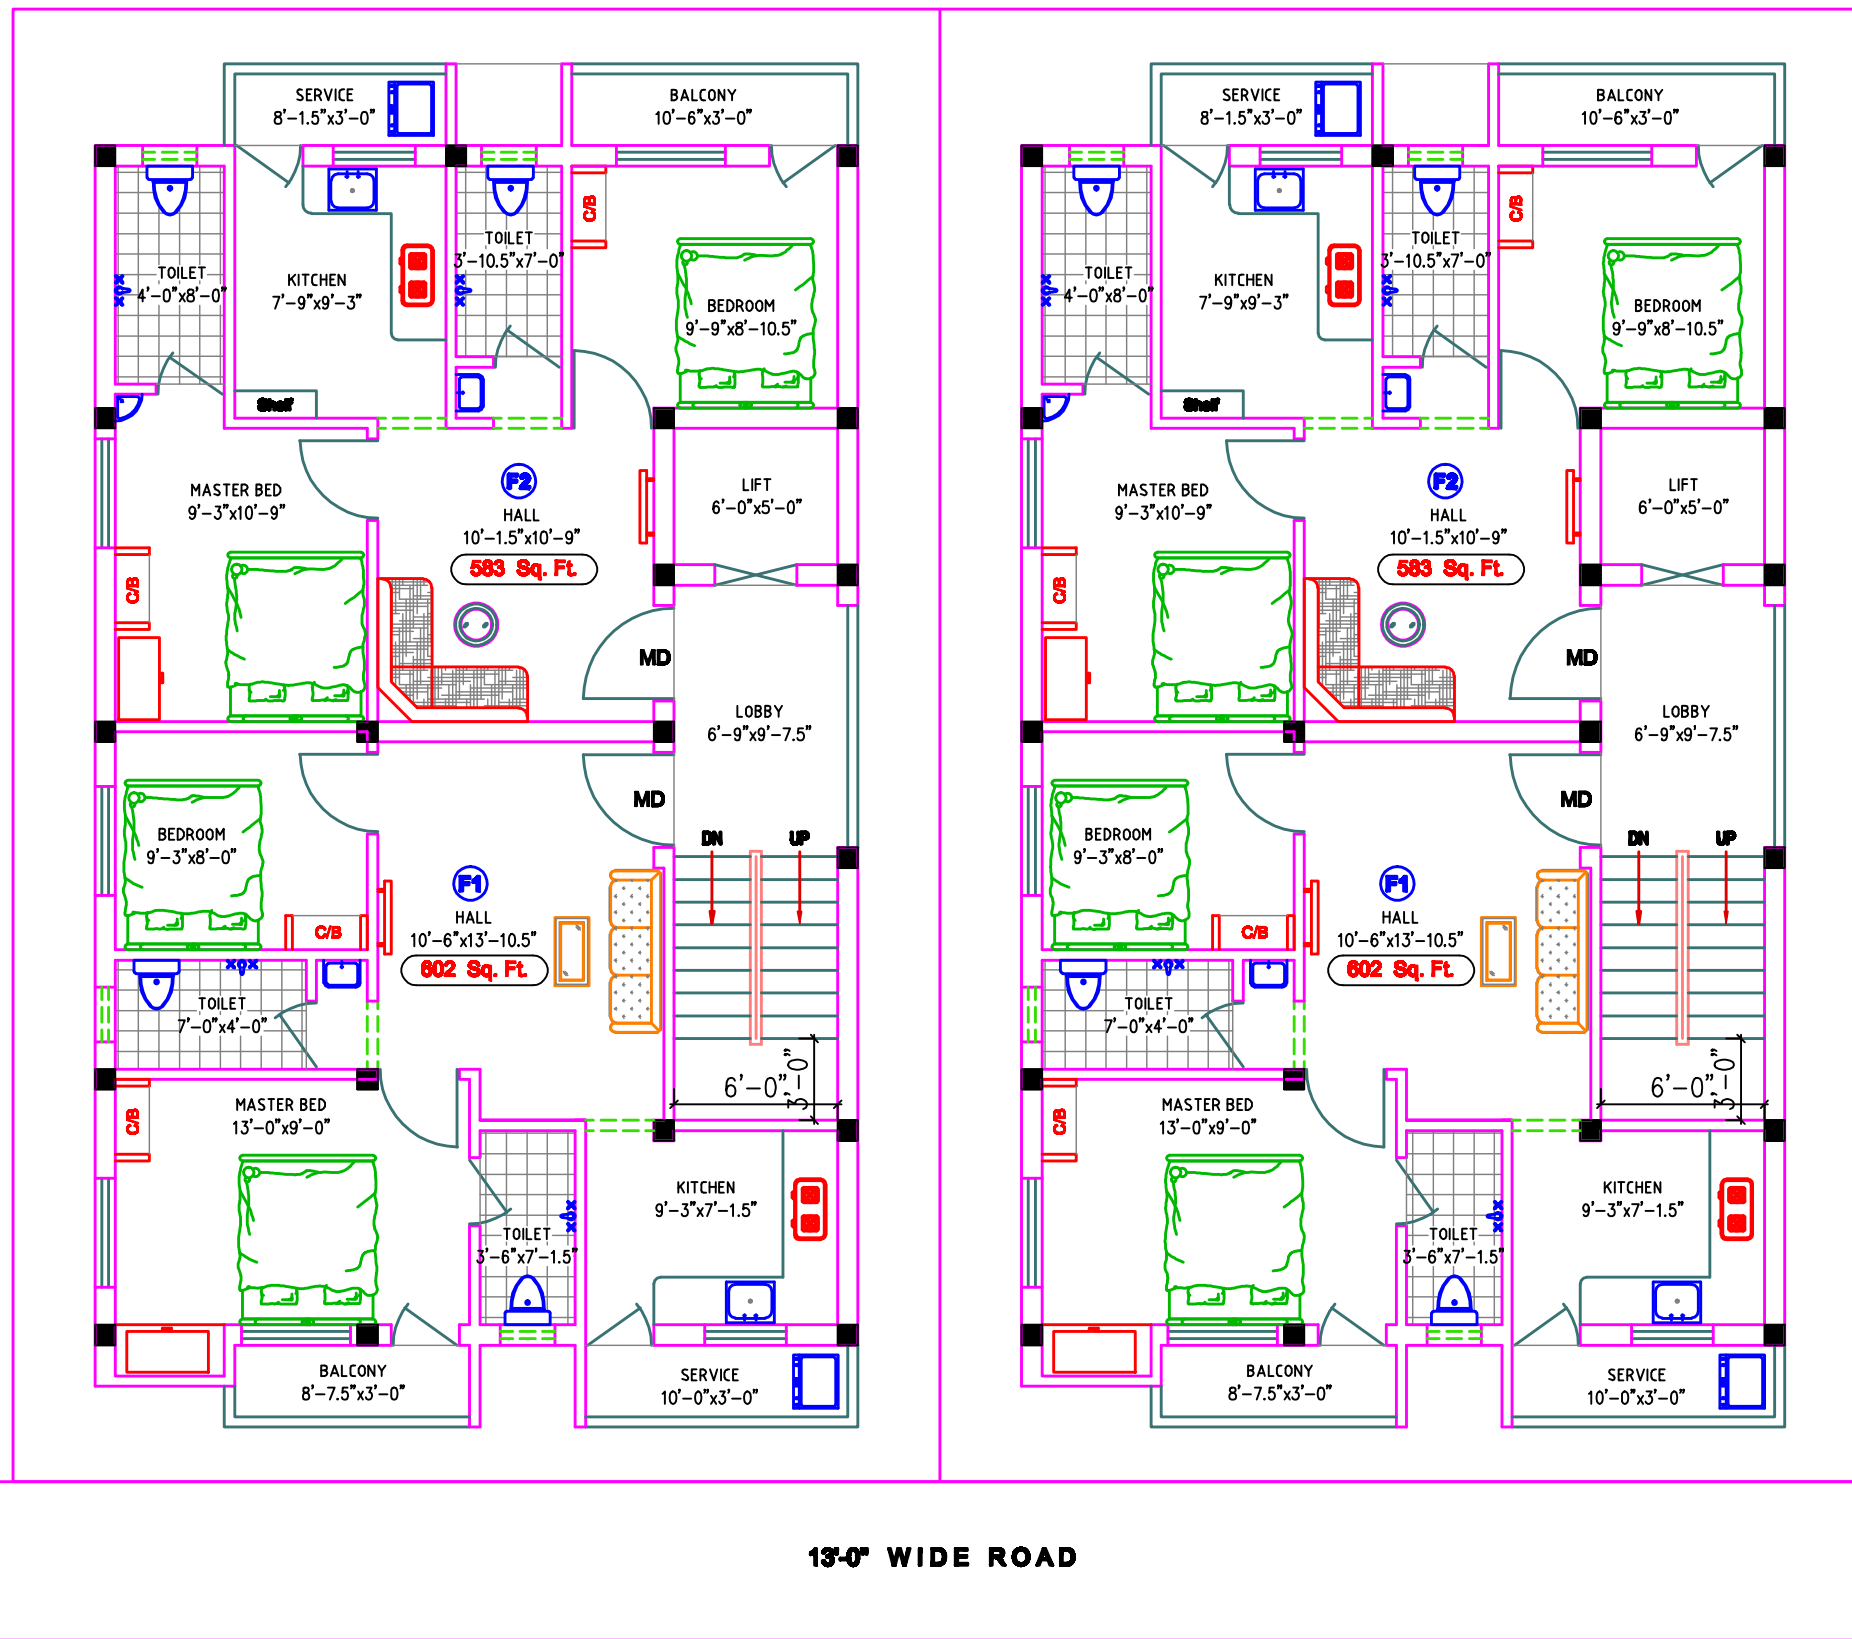 SERVICE
8'-1.5"x3'-0"
BALCONY
10'-6"x3'-0"
C/B
TOILET
3'-10.5"x7'-0"
TOILET
4'-0"x8'-0"
KITCHEN
7'-9"x9'-3"
BEDROOM
9'-9"x8'-10.5"
Shelf
MASTER BED
9'-3"x10'-9"
F2
HALL
10'-1.5"x10'-9"
583 Sq. Ft.
LIFT
6'-0"x5'-0"
C/B
MD
LOBBY
6'-9"x9'-7.5"
MD
BEDROOM
9'-3"x8'-0"
DN
UP
F1
HALL
10'-6"x13'-10.5"
602 Sq. Ft.
C/B
TOILET
7'-0"x4'-0"
6'-0"
3'-0"
C/B
MASTER BED
13'-0"x9'-0"
KITCHEN
9'-3"x7'-1.5"
TOILET
3'-6"x7'-1.5"
BALCONY
8'-7.5"x3'-0"
SERVICE
10'-0"x3'-0"
SERVICE
8'-1.5"x3'-0"
BALCONY
10'-6"x3'-0"
C/B
TOILET
3'-10.5"x7'-0"
TOILET
4'-0"x8'-0"
KITCHEN
7'-9"x9'-3"
BEDROOM
9'-9"x8'-10.5"
Shelf
MASTER BED
9'-3"x10'-9"
F2
HALL
10'-1.5"x10'-9"
583 Sq. Ft.
LIFT
6'-0"x5'-0"
C/B
MD
LOBBY
6'-9"x9'-7.5"
MD
BEDROOM
9'-3"x8'-0"
DN
UP
F1
HALL
10'-6"x13'-10.5"
602 Sq. Ft.
C/B
TOILET
7'-0"x4'-0"
6'-0"
3'-0"
C/B
MASTER BED
13'-0"x9'-0"
KITCHEN
9'-3"x7'-1.5"
TOILET
3'-6"x7'-1.5"
BALCONY
8'-7.5"x3'-0"
SERVICE
10'-0"x3'-0"
13'-0" WIDE ROAD